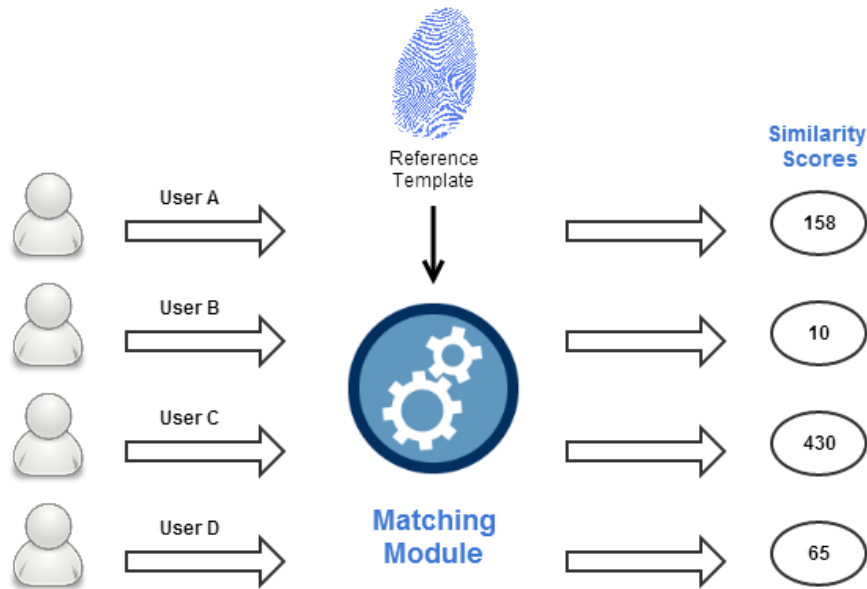 Reference
Template
Similarity
Scores
User A
158
User B
10
User C
430
Matching
Module
User D
65